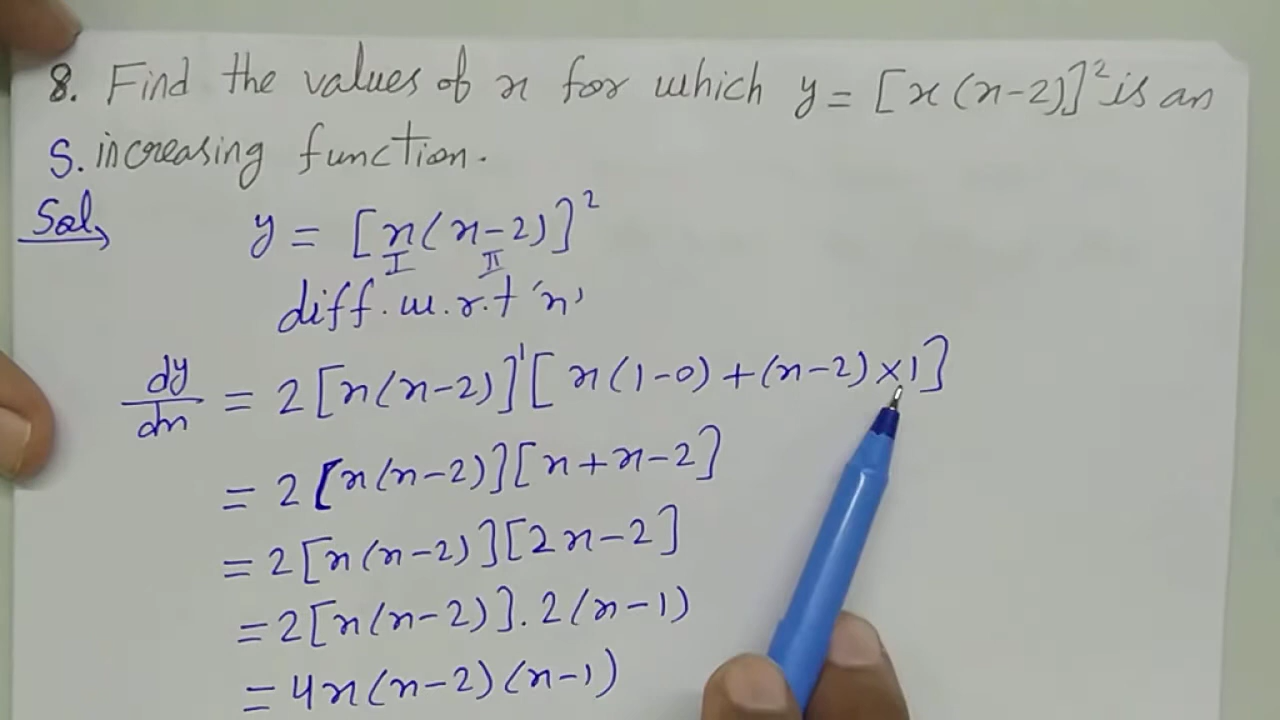 8. Find the values of x for which y = [x(x-2)]² is an
S. increasing function.
Sol,
y = [x(x-2)]²
I II
diff. w.r.t 'x'
dy/dx = 2[x(x-2)]¹[x(1-0)+(x-2)×1]
= 2[x(x-2)][x+x-2]
= 2[x(x-2)][2x-2]
= 2[x(x-2)].2(x-1)
= 4x(x-2)(x-1)